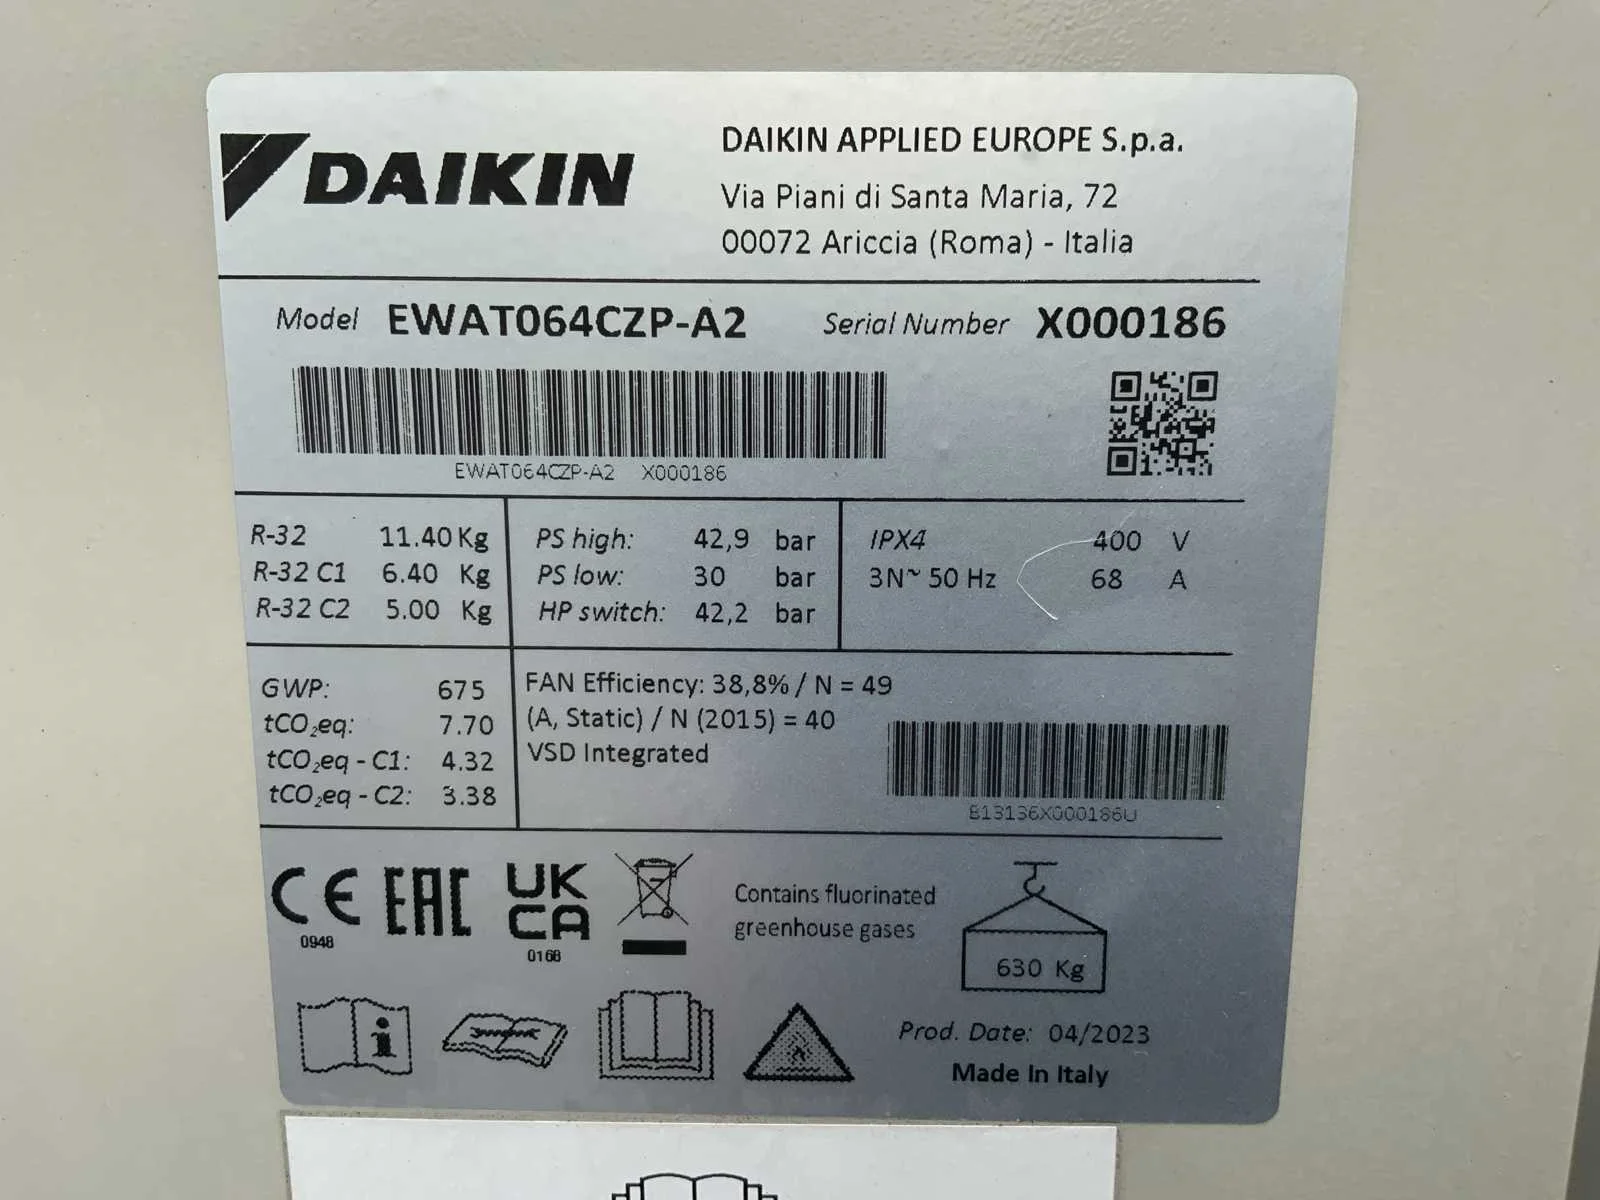 DAIKIN
DAIKIN APPLIED EUROPE S.p.a.
Via Piani di Santa Maria, 72
00072 Ariccia (Roma) - Italia
Model EWAT064CZP-A2 Serial Number X000186
EWAT064CZP-A2 X000186
R-32 11.40 Kg
R-32 C1 6.40 Kg
R-32 C2 5.00 Kg
PS high: 42,9 bar
PS low: 30 bar
HP switch: 42,2 bar
IPX4 400 V
3N~ 50 Hz 68 A
GWP: 675
tCO₂eq: 7.70
tCO₂eq - C1: 4.32
tCO₂eq - C2: 3.38
FAN Efficiency: 38,8% / N = 49
(A, Static) / N (2015) = 40
VSD Integrated
B13136X000186U
CE
0948
EAC
UK
CA
0168
Contains fluorinated
greenhouse gases
630 Kg
Prod. Date: 04/2023
Made In Italy